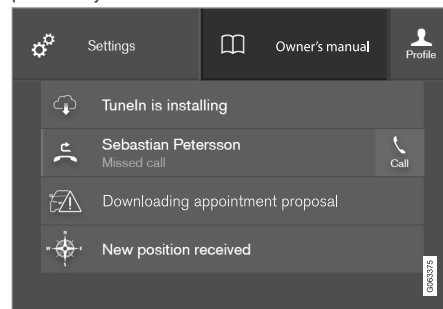 Settings
Owner's manual
Profile
TuneIn is installing
Sebastian Petersson
Missed call
Call
Downloading appointment proposal
New position received
G063375